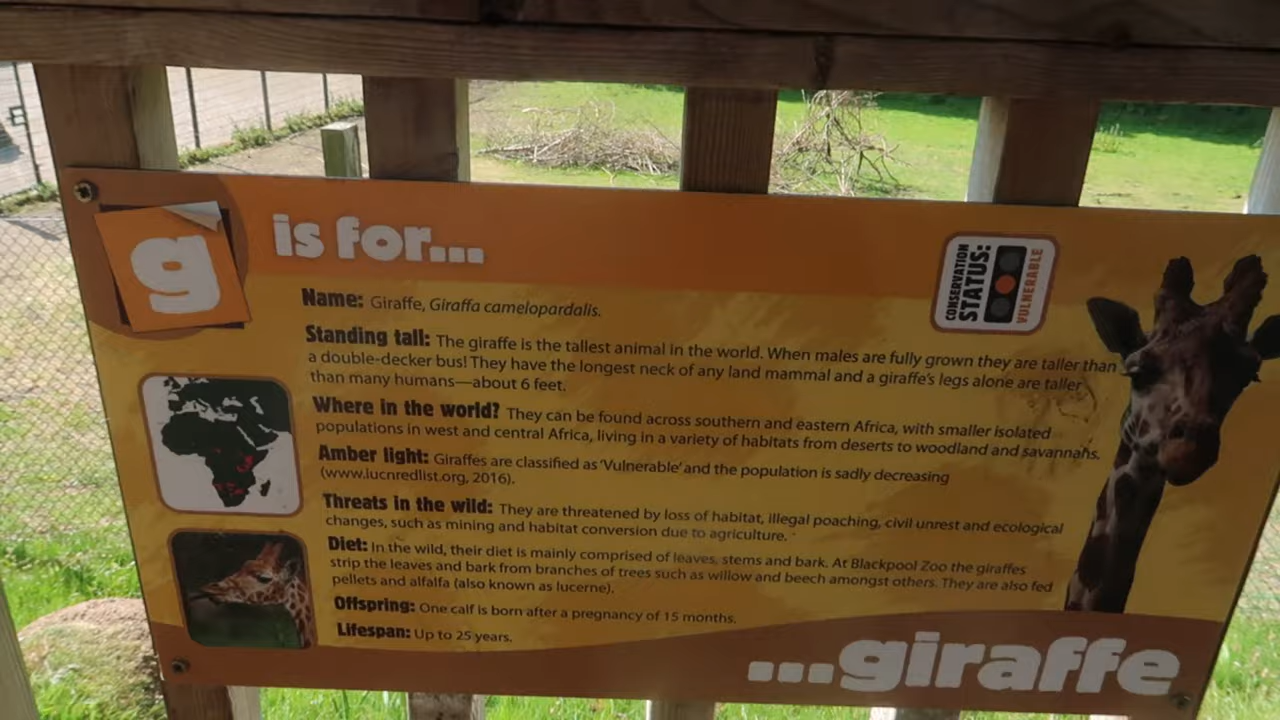 g is for...
CONSERVATION
STATUS:
VULNERABLE
Name: Giraffe, Giraffa camelopardalis.
Standing tall: The giraffe is the tallest animal in the world. When males are fully grown they are taller than
a double-decker bus! They have the longest neck of any land mammal and a giraffe's legs alone are taller
than many humans—about 6 feet.
Where in the world? They can be found across southern and eastern Africa, with smaller isolated
populations in west and central Africa, living in a variety of habitats from deserts to woodland and savannahs.
Amber light: Giraffes are classified as 'Vulnerable' and the population is sadly decreasing
(www.iucnredlist.org, 2016).
Threats in the wild: They are threatened by loss of habitat, illegal poaching, civil unrest and ecological
changes, such as mining and habitat conversion due to agriculture.
Diet: In the wild, their diet is mainly comprised of leaves, stems and bark. At Blackpool Zoo the giraffes
strip the leaves and bark from branches of trees such as willow and beech amongst others. They are also fed
pellets and alfalfa (also known as lucerne).
Offspring: One calf is born after a pregnancy of 15 months.
Lifespan: Up to 25 years.
...giraffe